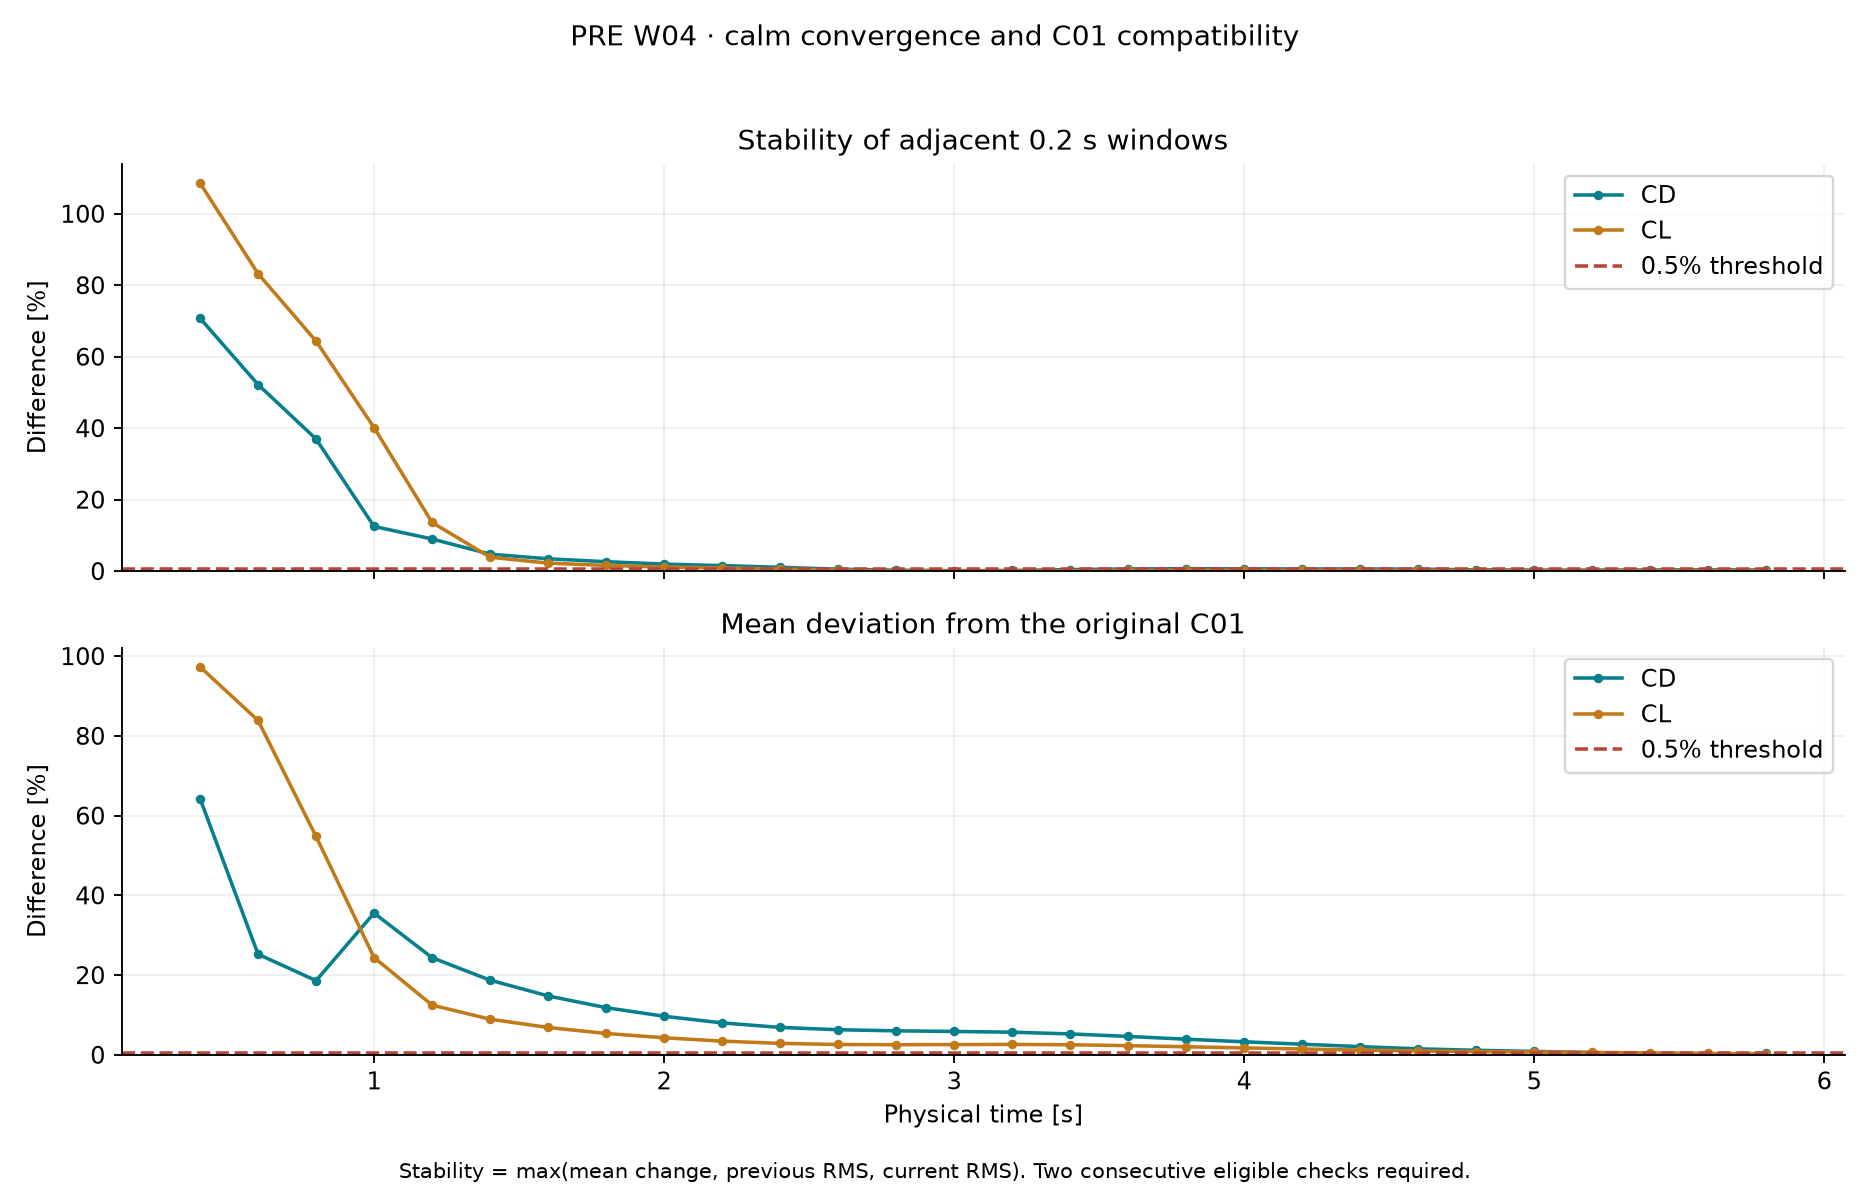 PRE W04 · calm convergence and C01 compatibility
Stability of adjacent 0.2 s windows
Difference [%]
100
80
60
40
20
0
CD
CL
0.5% threshold
Mean deviation from the original C01
Difference [%]
100
80
60
40
20
0
CD
CL
0.5% threshold
1 2 3 4 5 6
Physical time [s]
Stability = max(mean change, previous RMS, current RMS). Two consecutive eligible checks required.